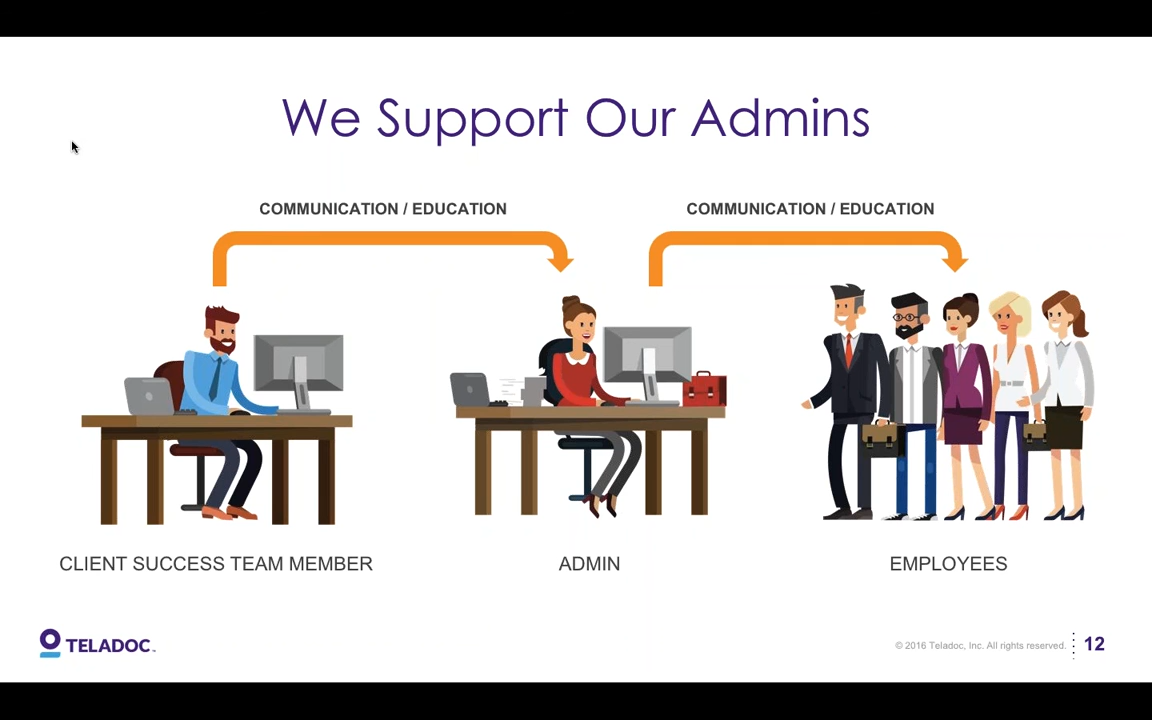 We Support Our Admins
COMMUNICATION / EDUCATION
COMMUNICATION / EDUCATION
CLIENT SUCCESS TEAM MEMBER
ADMIN
EMPLOYEES
TELADOC™
© 2016 Teladoc, Inc. All rights reserved.
12